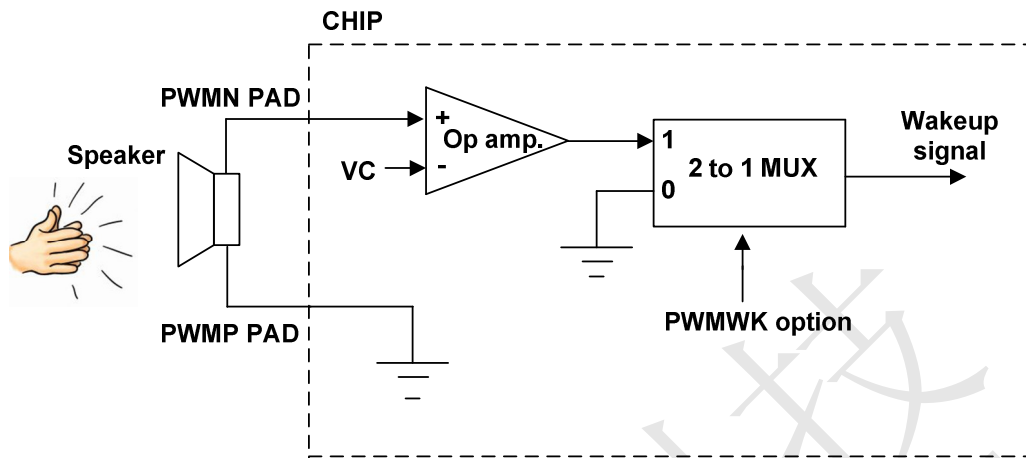 CHIP
PWMN PAD
Speaker
+
Op amp.
VC
-
1
2 to 1 MUX
0
Wakeup
signal
PWMP PAD
PWMWK option